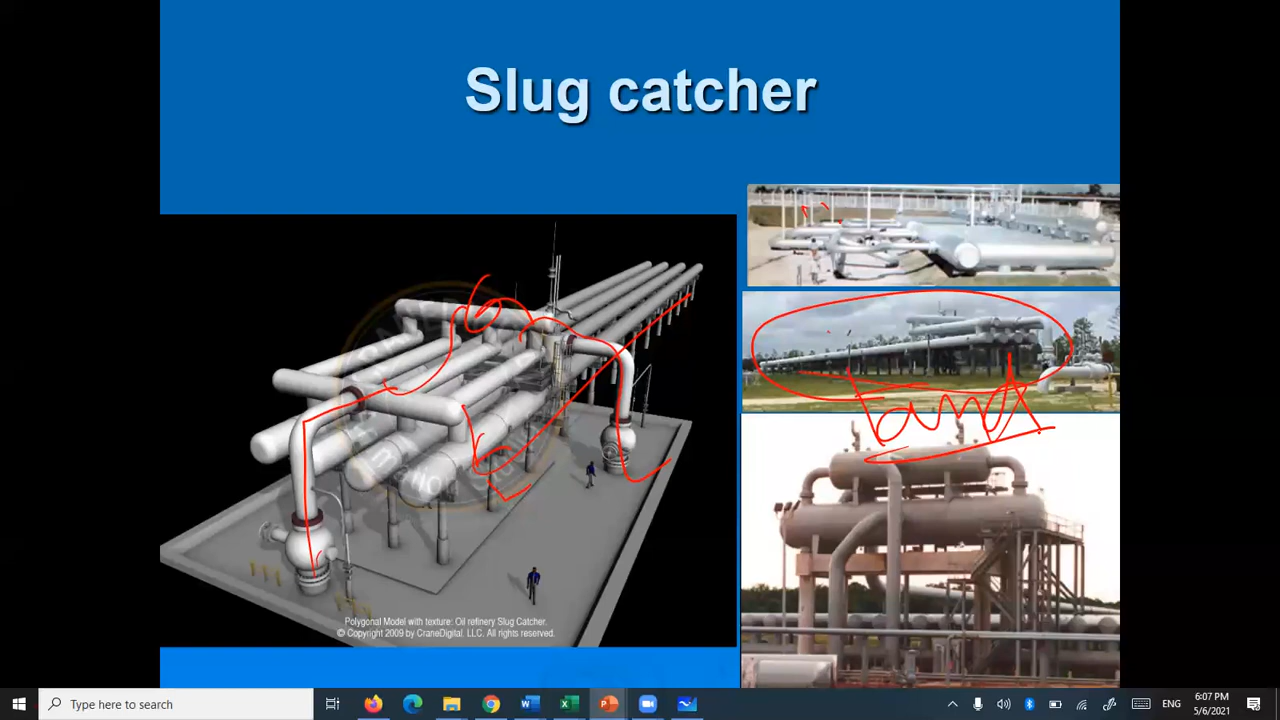 Slug catcher
Polygonal Model with texture: Oil refinery Slug Catcher.
© Copyright 2009 by CraneDigital, LLC. All rights reserved.
Type here to search
ENG
6:07 PM
5/6/2021